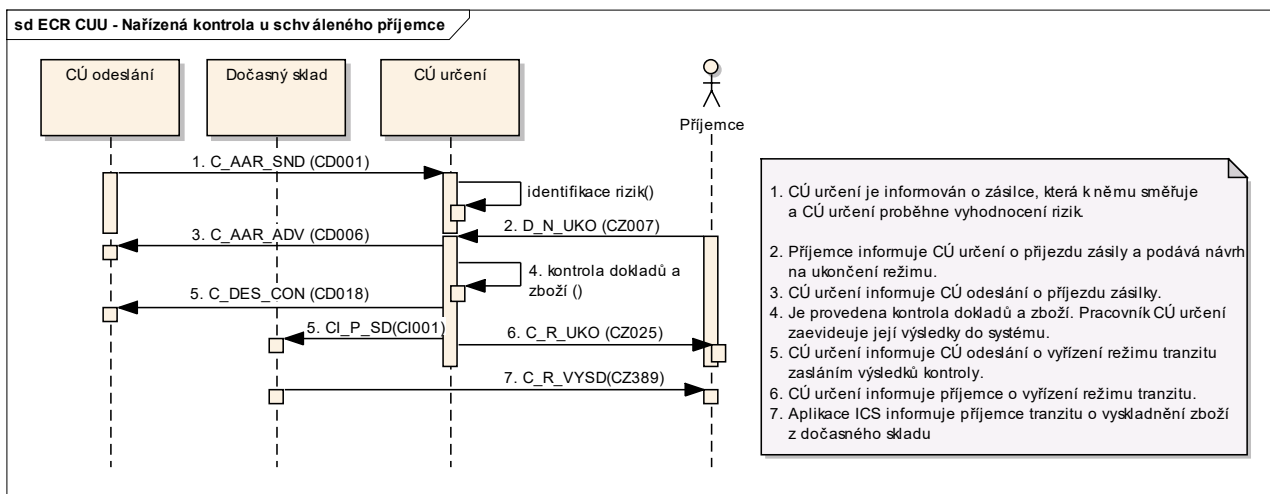 sd ECR CUU - Nařízená kontrola u schváleného příjemce
CÚ odeslání
Dočasný sklad
CÚ určení
Příjemce
1. C_AAR_SND (CD001)
identifikace rizik()
2. D_N_UKO (CZ007)
3. C_AAR_ADV (CD006)
4. kontrola dokladů a
zboží ()
5. C_DES_CON (CD018)
5. CI_P_SD(CI001)
6. C_R_UKO (CZ025)
7. C_R_VYSD(CZ389)
1. CÚ určení je informován o zásilce, která k němu směřuje
a CÚ určení proběhne vyhodnocení rizik.
2. Příjemce informuje CÚ určení o přijezdu zásily a podává návrh
na ukončení režimu.
3. CÚ určení informuje CÚ odeslání o příjezdu zásilky.
4. Je provedena kontrola dokladů a zboží. Pracovník CÚ určení
zaevideuje její výsledky do systému.
5. CÚ určení informuje CÚ odeslání o vyřízení režimu tranzitu
zasláním výsledků kontroly.
6. CÚ určení informuje příjemce o vyřízení režimu tranzitu.
7. Aplikace ICS informuje příjemce tranzitu o vyskladnění zboží
z dočasného skladu